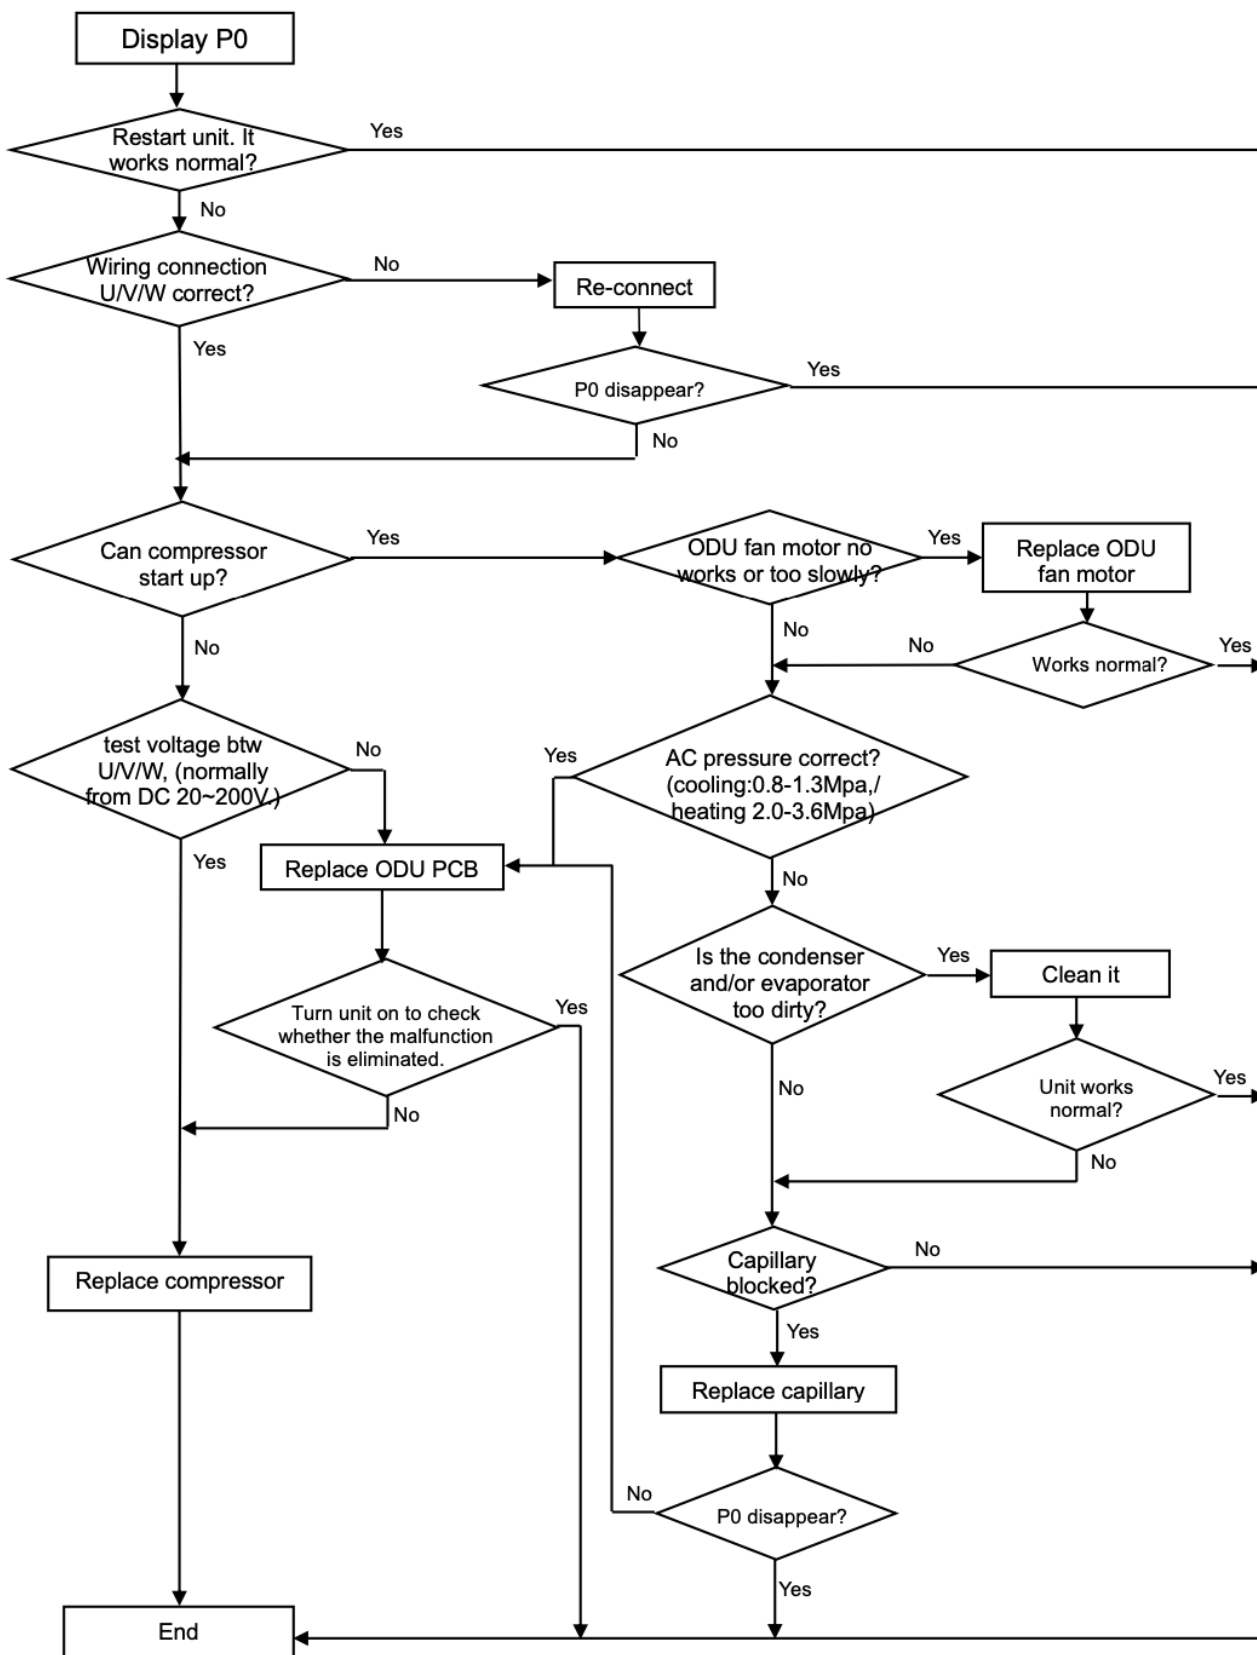 Display P0
Restart unit. It
works normal?
Yes
No
Wiring connection
U/V/W correct?
No
Re-connect
Yes
P0 disappear?
Yes
No
Can compressor
start up?
Yes
ODU fan motor no
works or too slowly?
Yes
Replace ODU
fan motor
No
No
No
Works normal?
Yes
test voltage btw
U/V/W, (normally
from DC 20~200V.)
No
Yes
AC pressure correct?
(cooling:0.8-1.3Mpa,/
heating 2.0-3.6Mpa)
Yes
Replace ODU PCB
No
Is the condenser
and/or evaporator
too dirty?
Yes
Clean it
Turn unit on to check
whether the malfunction
is eliminated.
Yes
No
No
Unit works
normal?
Yes
No
Capillary
blocked?
No
Replace compressor
Yes
Replace capillary
No
P0 disappear?
Yes
End